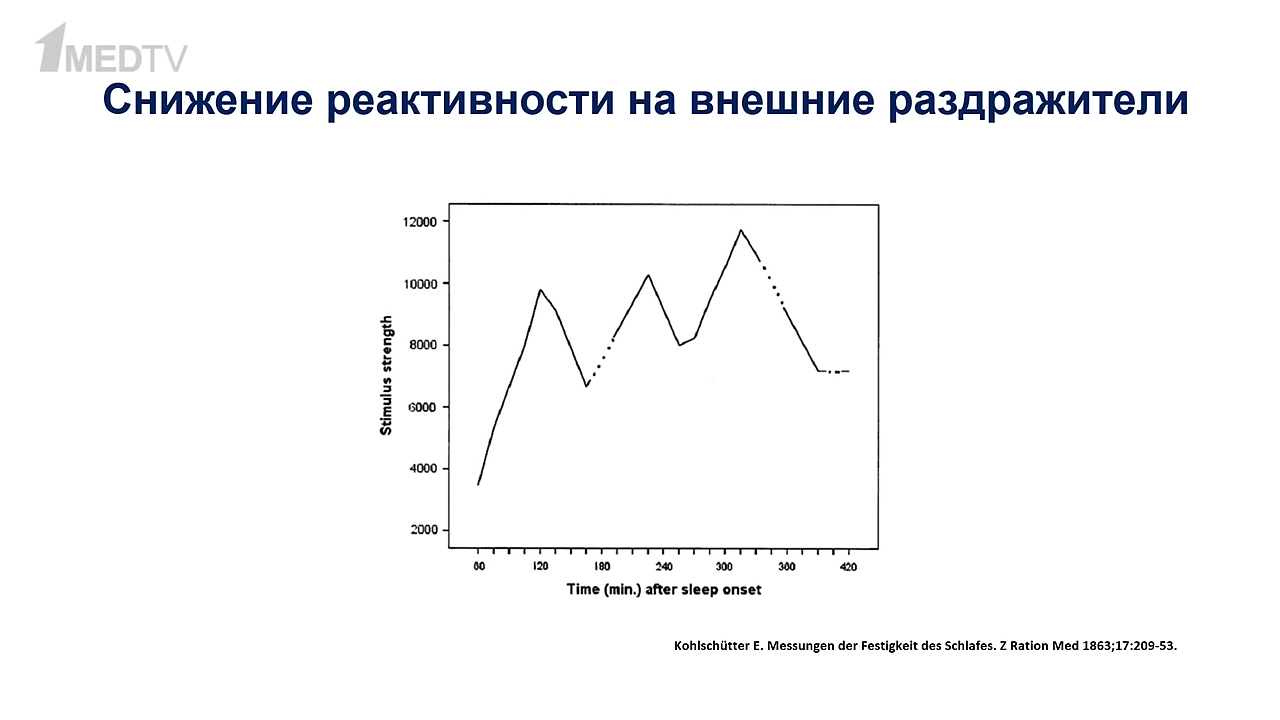 1MEDTV
Снижение реактивности на внешние раздражители
12000
10000
8000
6000
4000
2000
Stimulus strength
60 120 180 240 300 360 420
Time (min.) after sleep onset
Kohlschütter E. Messungen der Festigkeit des Schlafes. Z Ration Med 1863;17:209-53.